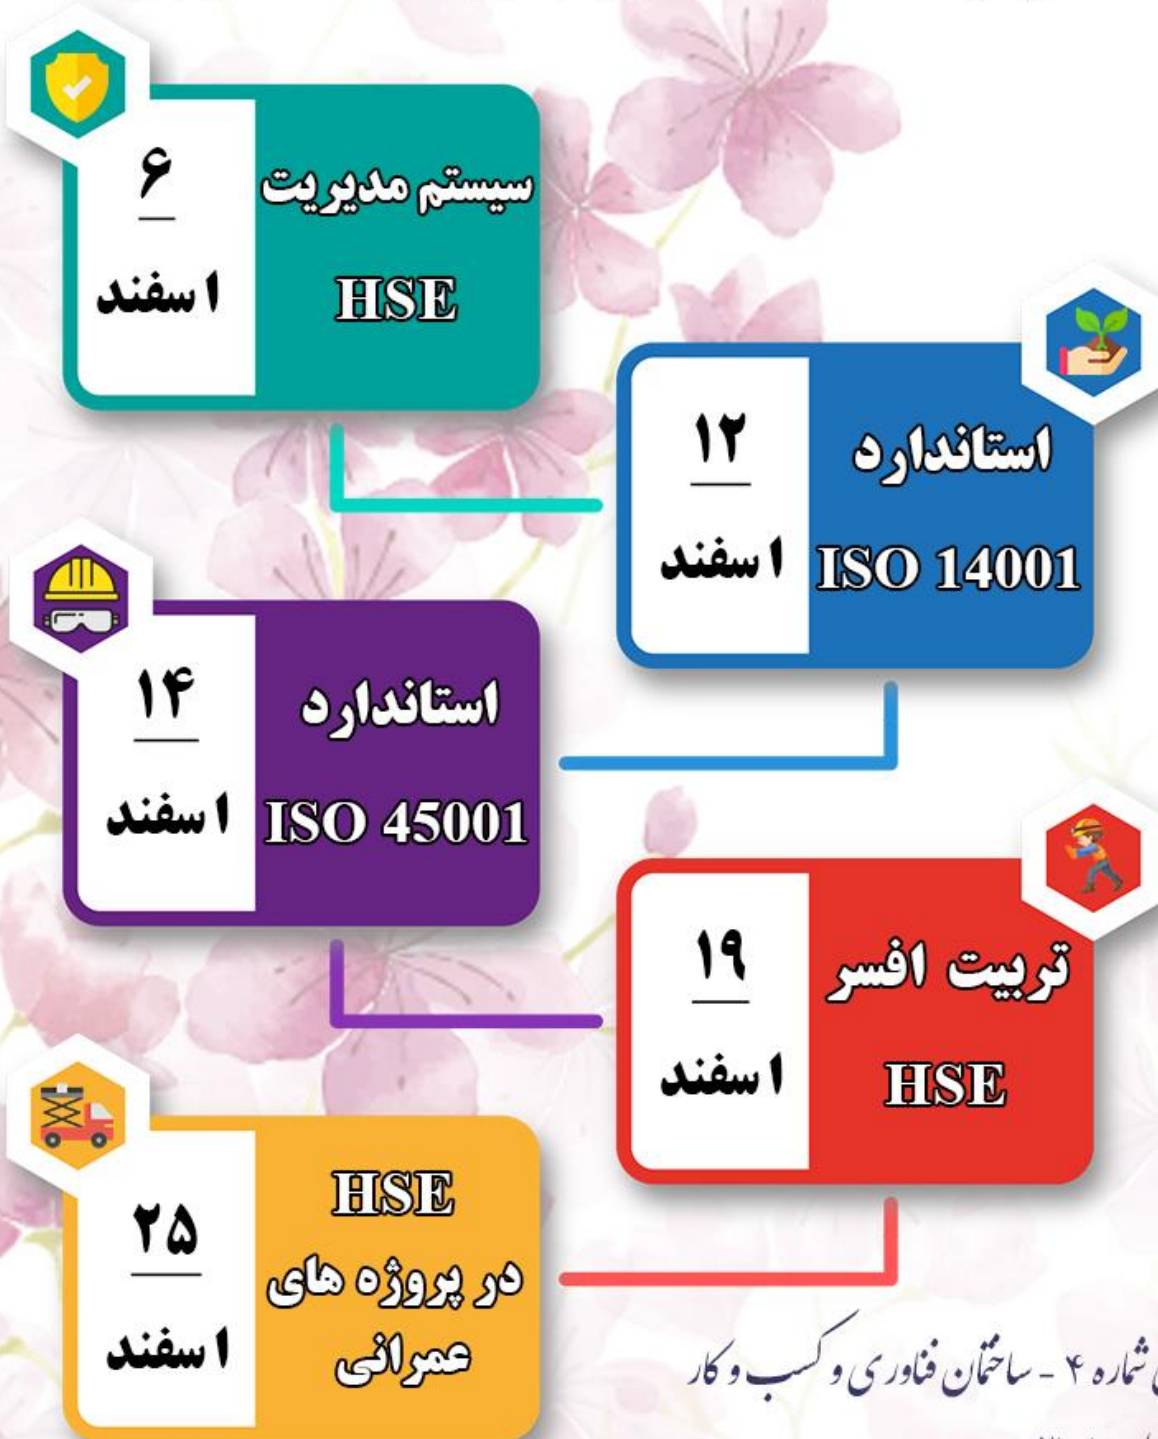 سیستم مدیریت
HSE
۶
اسفند
استاندارد
ISO 14001
۱۲
اسفند
استاندارد
ISO 45001
۱۴
اسفند
تربیت افسر
HSE
۱۹
اسفند
HSE
در پروژه های
عمرانی
۲۵
اسفند
شماره ۴ - ساختمان فناوری و کسب و کار